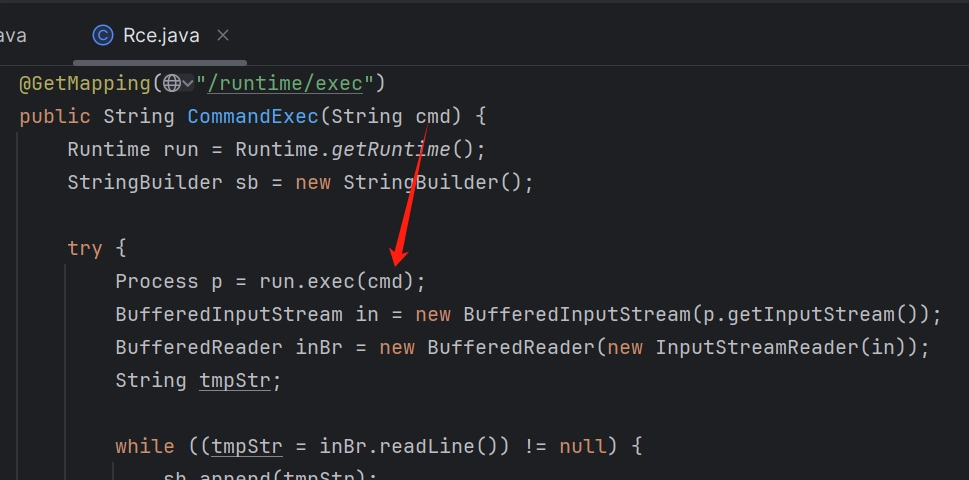 ava
Rce.java
@GetMapping("/runtime/exec")
public String CommandExec(String cmd) {
Runtime run = Runtime.getRuntime();
StringBuilder sb = new StringBuilder();
try {
Process p = run.exec(cmd);
BufferedInputStream in = new BufferedInputStream(p.getInputStream());
BufferedReader inBr = new BufferedReader(new InputStreamReader(in));
String tmpStr;
while ((tmpStr = inBr.readLine()) != null) {
sb.append(tmpStr);